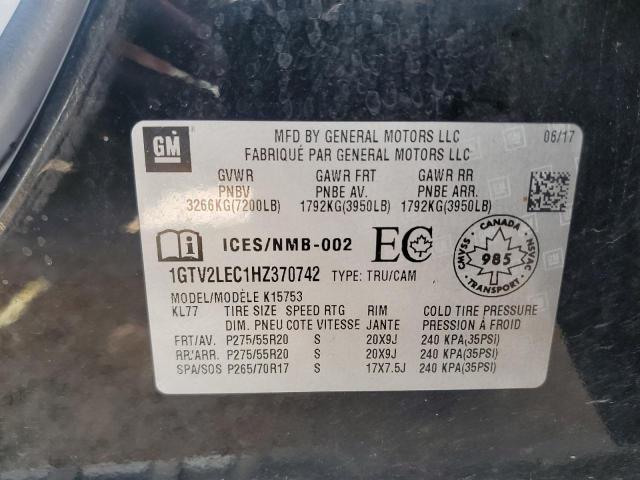 GM
MFD BY GENERAL MOTORS LLC 06/17
FABRIQUÉ PAR GENERAL MOTORS LLC
GVWR GAWR FRT GAWR RR
PNBV PNBE AV. PNBE ARR.
3266KG(7200LB) 1792KG(3950LB) 1792KG(3950LB)
i ICES/NMB-002 EC CANADA CMVSS 985 NSVAC TRANSPORT
1GTV2LEC1HZ370742 TYPE: TRU/CAM
MODEL/MODÈLE K15753
KL77 TIRE SIZE SPEED RTG RIM COLD TIRE PRESSURE
DIM. PNEU COTE VITESSE JANTE PRESSION À FROID
FRT/AV. P275/55R20 S 20X9J 240 KPA(35PSI)
RR./ARR. P275/55R20 S 20X9J 240 KPA(35PSI)
SPA/SOS P265/70R17 S 17X7.5J 240 KPA(35PSI)